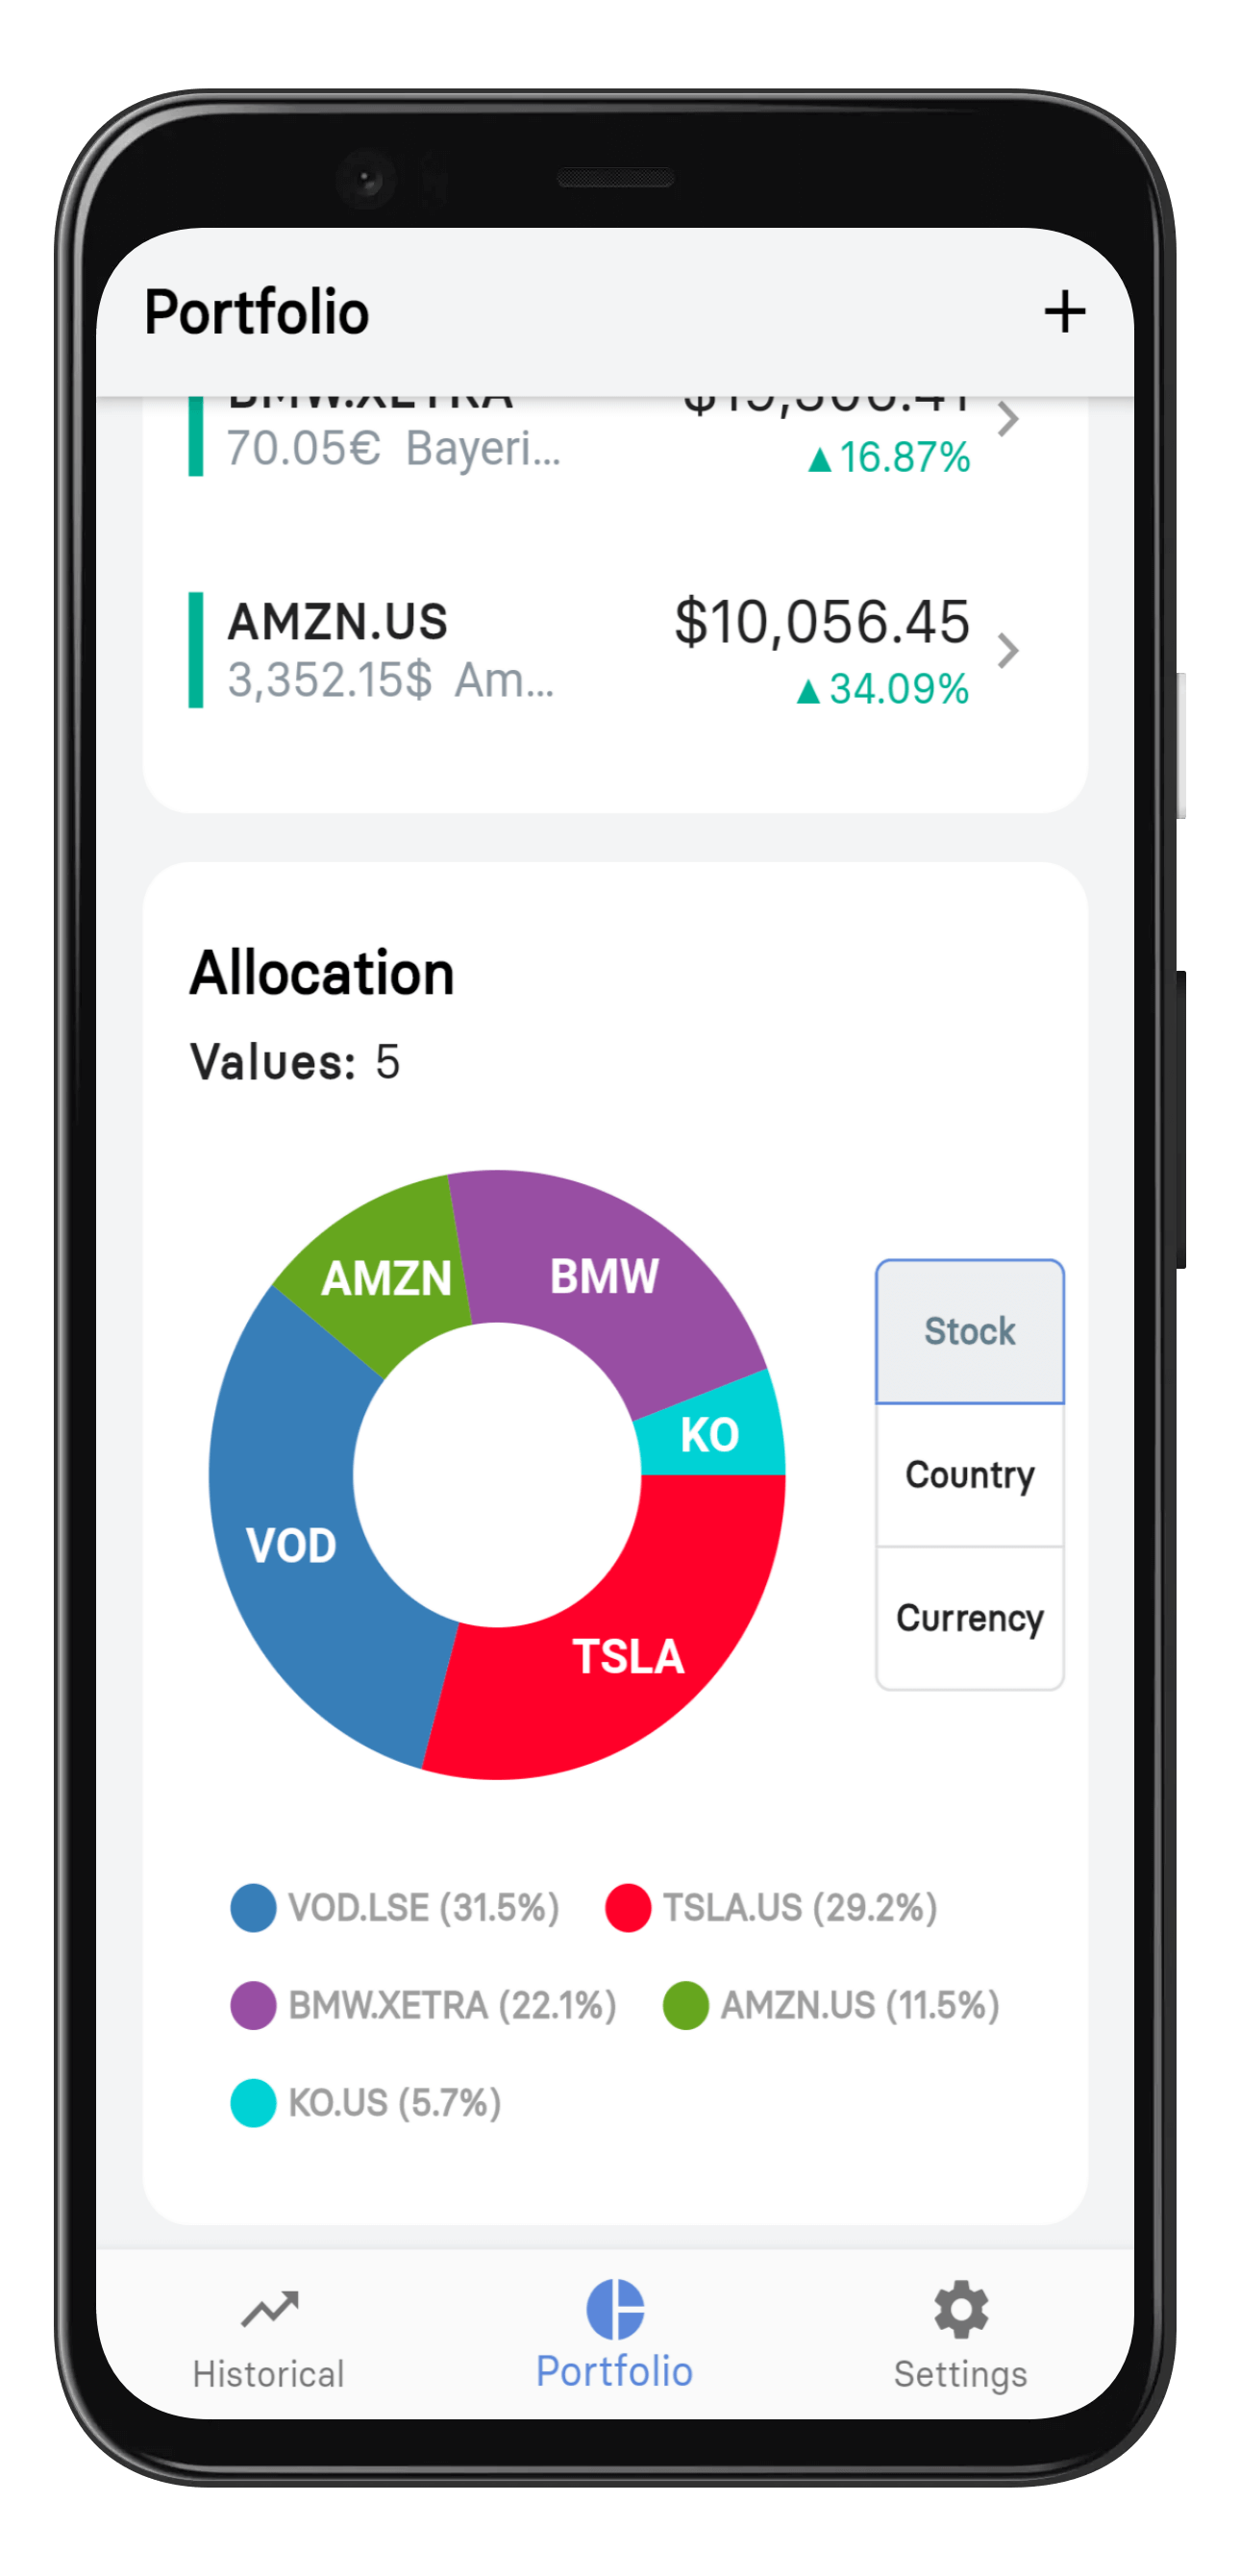 Portfolio +
BMW.XETRA
70.05€ Bayeri... ▲16.87%
AMZN.US $10,056.45
3,352.15$ Am... ▲34.09%
Allocation
Values: 5
AMZN BMW
Stock
KO
Country
VOD
Currency
TSLA
VOD.LSE (31.5%) TSLA.US (29.2%)
BMW.XETRA (22.1%) AMZN.US (11.5%)
KO.US (5.7%)
Historical Portfolio Settings